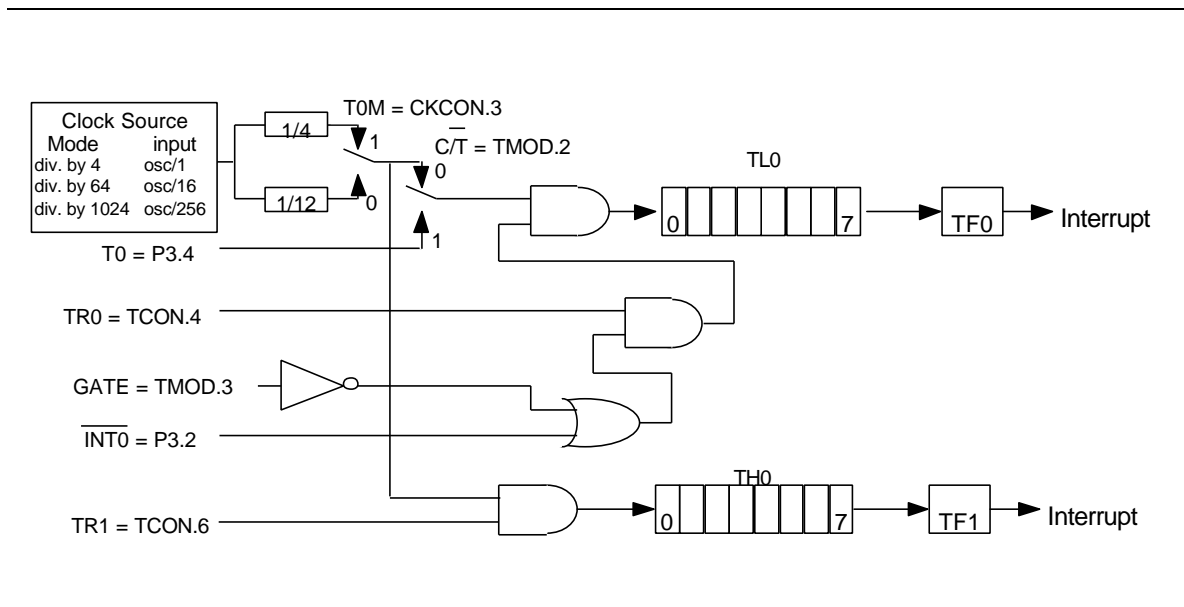 Clock Source
Mode input
div. by 4 osc/1
div. by 64 osc/16
div. by 1024 osc/256
1/4
1/12
T0M = CKCON.3
1
0
C/T̅ = TMOD.2
0
1
T0 = P3.4
TL0
0 7
TF0
Interrupt
TR0 = TCON.4
GATE = TMOD.3
I̅N̅T̅0̅ = P3.2
TH0
0 7
TF1
Interrupt
TR1 = TCON.6